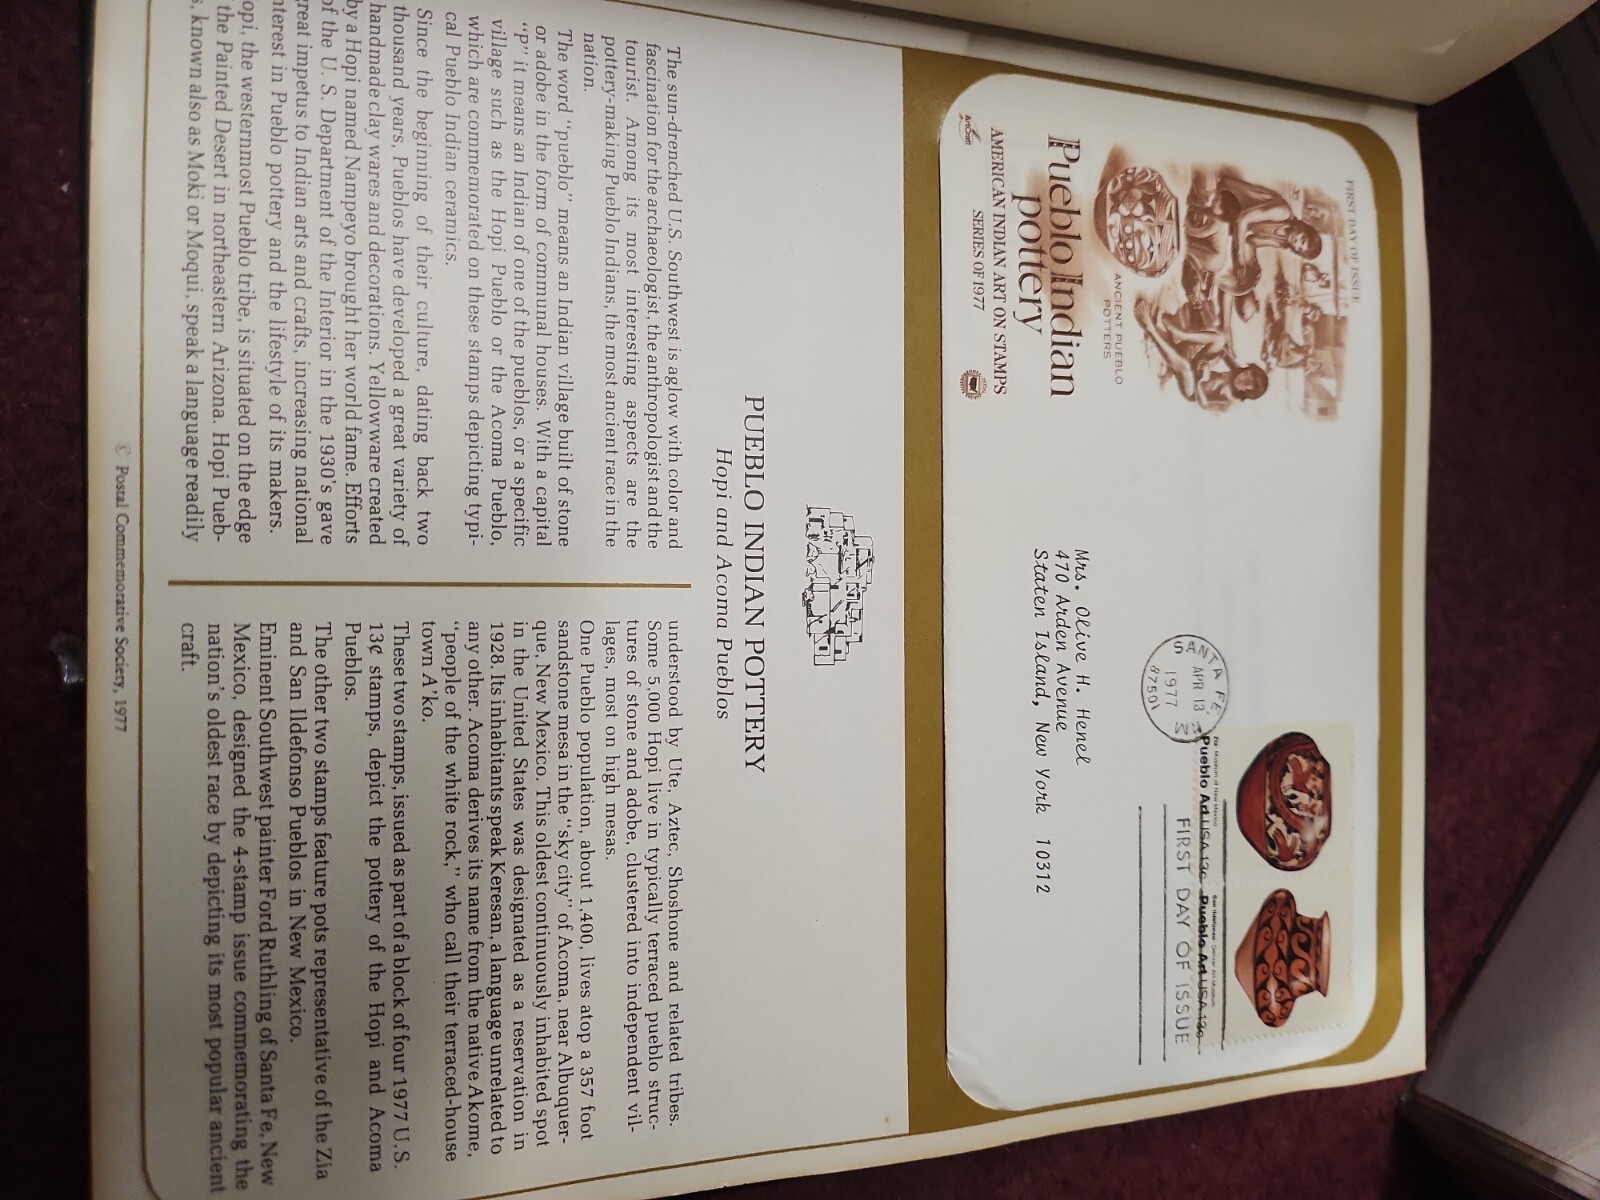 FIRST DAY OF ISSUE
ANCIENT PUEBLO
POTTERS
Pueblo Indian
pottery
AMERICAN INDIAN ART ON STAMPS
SERIES OF 1977
ArtCraft
SANTA FE
APR 13
1977
87501
Pueblo Art USA 13c
Pueblo Art USA 13c
FIRST DAY OF ISSUE
Mrs. Olive H. Henel
470 Arden Avenue
Staten Island, New York 10312
PUEBLO INDIAN POTTERY
Hopi and Acoma Pueblos
The sun-drenched U.S. Southwest is aglow with color and
fascination for the archaeologist, the anthropologist and the
tourist. Among its most interesting aspects are the
pottery-making Pueblo Indians, the most ancient race in the
nation.
The word "pueblo" means an Indian village built of stone
or adobe in the form of communal houses. With a capital
"P" it means an Indian of one of the pueblos, or a specific
village such as the Hopi Pueblo or the Acoma Pueblo,
which are commemorated on these stamps depicting typi-
cal Pueblo Indian ceramics.
Since the beginning of their culture, dating back two
thousand years, Pueblos have developed a great variety of
handmade clay wares and decorations. Yellowware created
by a Hopi named Nampeyo brought her world fame. Efforts
of the U. S. Department of the Interior in the 1930's gave
great impetus to Indian arts and crafts, increasing national
nterest in Pueblo pottery and the lifestyle of its makers.
opi, the westernmost Pueblo tribe, is situated on the edge
the Painted Desert in northeastern Arizona. Hopi Pueb-
s, known also as Moki or Moqui, speak a language readily
understood by Ute, Aztec, Shoshone and related tribes.
Some 5,000 Hopi live in typically terraced pueblo struc-
tures of stone and adobe, clustered into independent vil-
lages, most on high mesas.
One Pueblo population, about 1,400, lives atop a 357 foot
sandstone mesa in the "sky city" of Acoma, near Albuquer-
que, New Mexico. This oldest continuously inhabited spot
in the United States was designated as a reservation in
1928. Its inhabitants speak Keresan, a language unrelated to
any other. Acoma derives its name from the native Akome,
"people of the white rock," who call their terraced-house
town A'ko.
These two stamps, issued as part of a block of four 1977 U.S.
13¢ stamps, depict the pottery of the Hopi and Acoma
Pueblos.
The other two stamps feature pots representative of the Zia
and San Ildefonso Pueblos in New Mexico.
Eminent Southwest painter Ford Ruthling of Santa Fe, New
Mexico, designed the 4-stamp issue commemorating the
nation's oldest race by depicting its most popular ancient
craft.
© Postal Commemorative Society, 1977